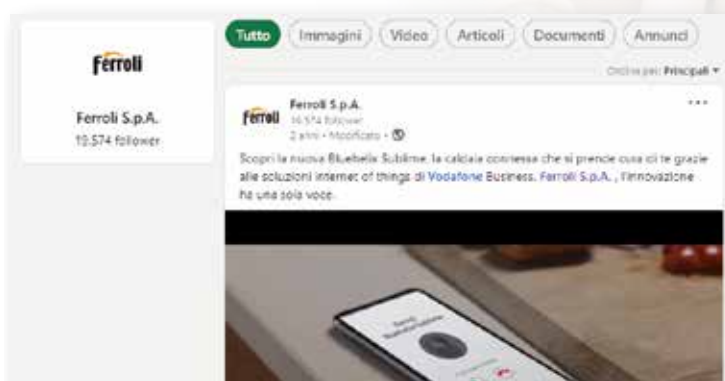 Ferroli
Ferroli S.p.A.
19.574 follower
Tutto
Immagini
Video
Articoli
Documenti
Annunci
Ordina per: Principali
Ferroli
Ferroli S.p.A.
19.574 follower
2 anni • Modificato •
Scopri la nuova Bluehelix Sublime, la caldaia connessa che si prende cura di te grazie
alle soluzioni internet of things di Vodafone Business. Ferroli S.p.A. , l'innovazione
ha una sola voce.